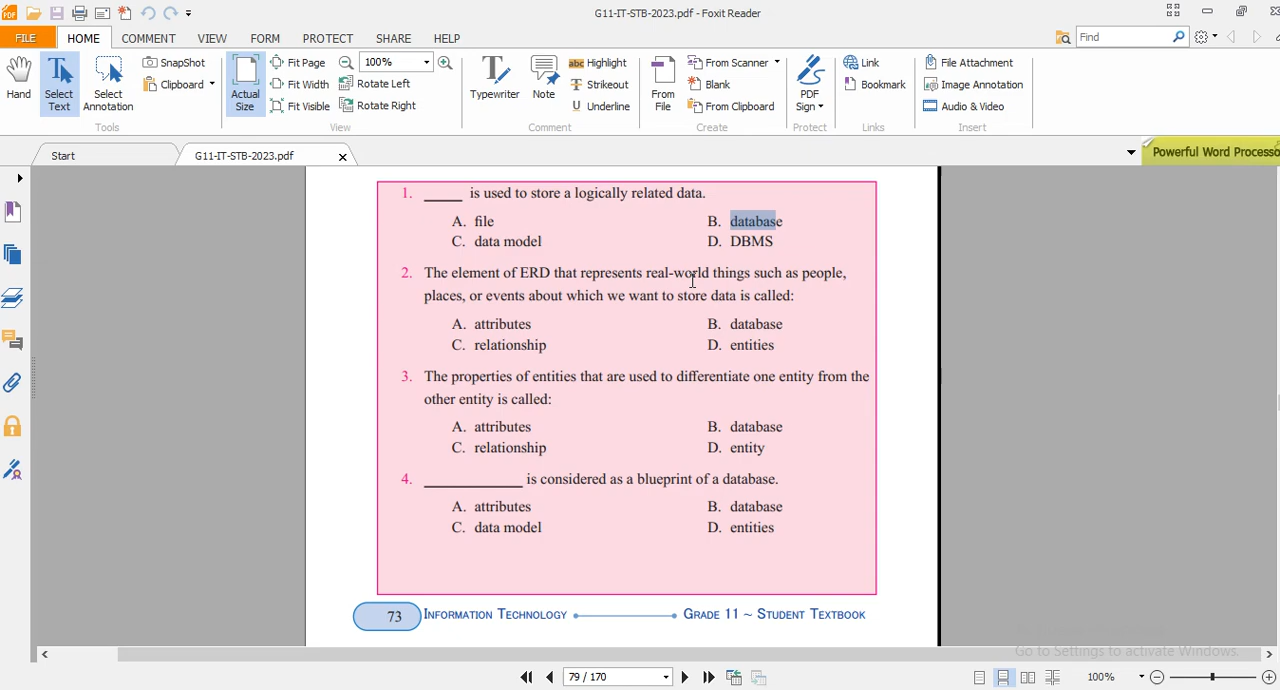 G11-IT-STB-2023.pdf - Foxit Reader
FILE HOME COMMENT VIEW FORM PROTECT SHARE HELP Find
Hand
Select Text
Select Annotation
SnapShot
Clipboard
Tools
Actual Size
Fit Page
Fit Width
Fit Visible
100%
Rotate Left
Rotate Right
View
Typewriter
Note
Highlight
Strikeout
Underline
Comment
From File
From Scanner
Blank
From Clipboard
Create
PDF Sign
Protect
Link
Bookmark
Links
File Attachment
Image Annotation
Audio & Video
Insert
Start G11-IT-STB-2023.pdf Powerful Word Processo
1. _____ is used to store a logically related data.
A. file B. database
C. data model D. DBMS
2. The element of ERD that represents real-world things such as people,
places, or events about which we want to store data is called:
A. attributes B. database
C. relationship D. entities
3. The properties of entities that are used to differentiate one entity from the
other entity is called:
A. attributes B. database
C. relationship D. entity
4. _____________ is considered as a blueprint of a database.
A. attributes B. database
C. data model D. entities
73 INFORMATION TECHNOLOGY GRADE 11 ~ STUDENT TEXTBOOK
Go to Settings to activate Windows.
79 / 170 100%